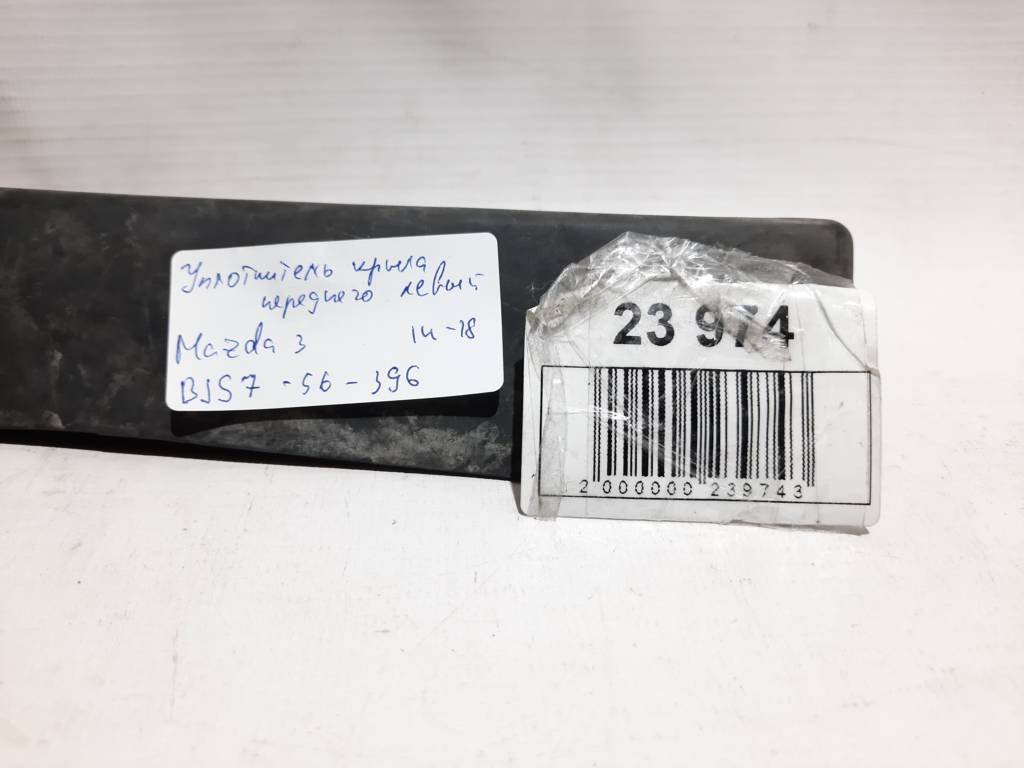 Уплотнитель крыла
переднего левый
Mazda 3 14-18
BJS7-56-396
23 974
2 000000 239743